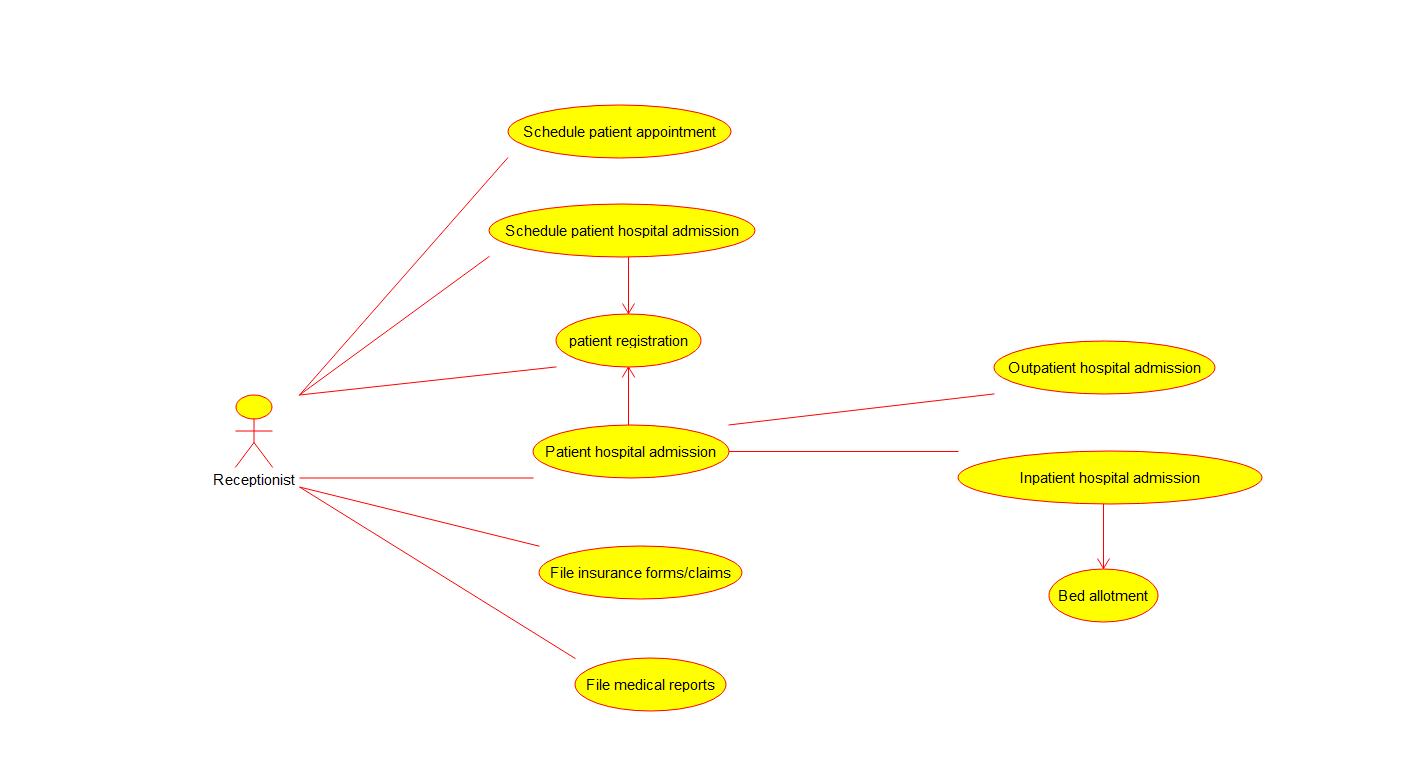 Schedule patient appointment
Schedule patient hospital admission
patient registration
Outpatient hospital admission
Patient hospital admission
Inpatient hospital admission
Receptionist
File insurance forms/claims
Bed allotment
File medical reports